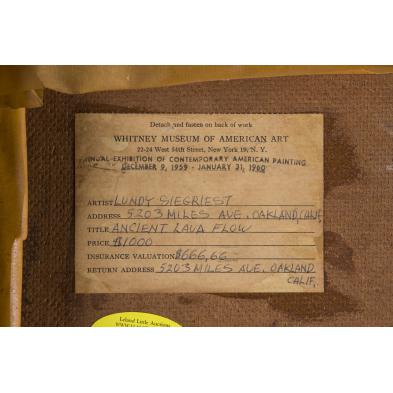 Detach and fasten on back of work
WHITNEY MUSEUM OF AMERICAN ART
22-24 West 54th Street, New York 19, N. Y.
ANNUAL EXHIBITION OF CONTEMPORARY AMERICAN PAINTING
DECEMBER 9, 1959 - JANUARY 31, 1960
ARTIST LUNDY SIEGRIEST
ADDRESS 5203 MILES AVE. OAKLAND, CALIF.
TITLE ANCIENT LAVA FLOW
PRICE $1000
INSURANCE VALUATION $666,66
RETURN ADDRESS 5203 MILES AVE. OAKLAND
CALIF.
Leland Little Auctions